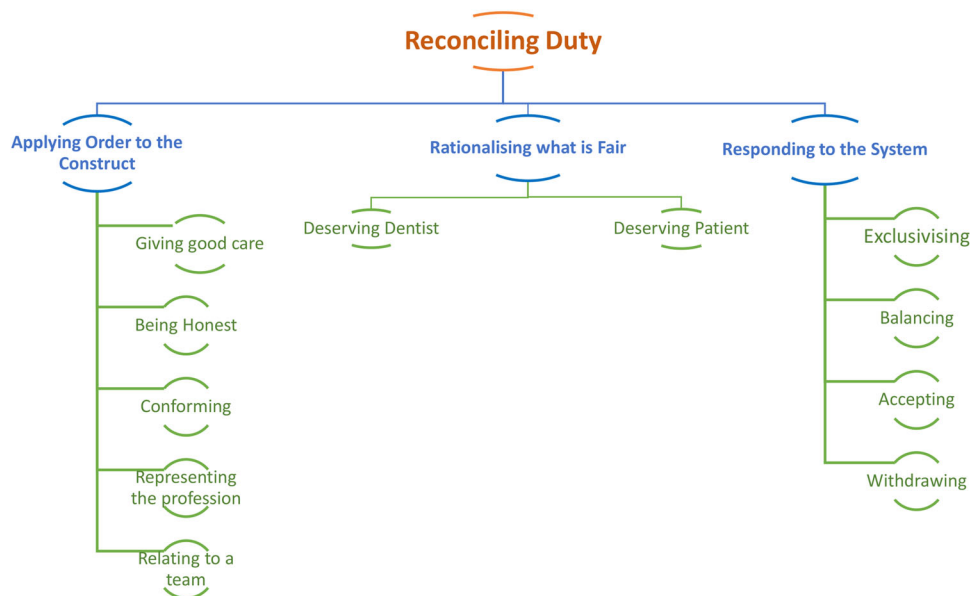 Reconciling Duty
Applying Order to the
Construct
Rationalising what is Fair
Responding to the System
Giving good care
Being Honest
Conforming
Representing
the profession
Relating to a
team
Deserving Dentist
Deserving Patient
Exclusivising
Balancing
Accepting
Withdrawing